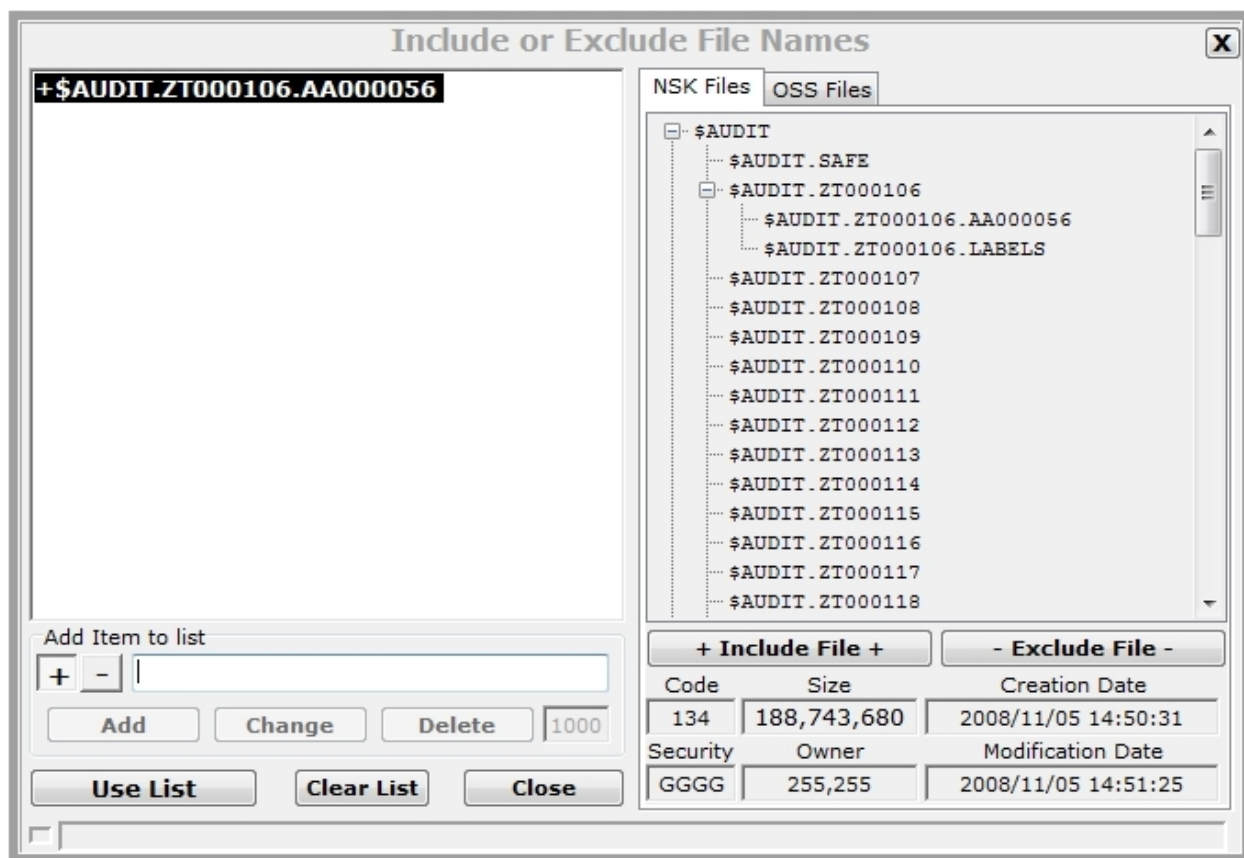 Include or Exclude File Names
X
+$AUDIT.ZT000106.AA000056
NSK Files
OSS Files
$AUDIT
$AUDIT.SAFE
$AUDIT.ZT000106
$AUDIT.ZT000106.AA000056
$AUDIT.ZT000106.LABELS
$AUDIT.ZT000107
$AUDIT.ZT000108
$AUDIT.ZT000109
$AUDIT.ZT000110
$AUDIT.ZT000111
$AUDIT.ZT000112
$AUDIT.ZT000113
$AUDIT.ZT000114
$AUDIT.ZT000115
$AUDIT.ZT000116
$AUDIT.ZT000117
$AUDIT.ZT000118
Add Item to list
+ -
Add Change Delete 1000
Use List Clear List Close
+ Include File + - Exclude File -
Code Size Creation Date
134 188,743,680 2008/11/05 14:50:31
Security Owner Modification Date
GGGG 255,255 2008/11/05 14:51:25